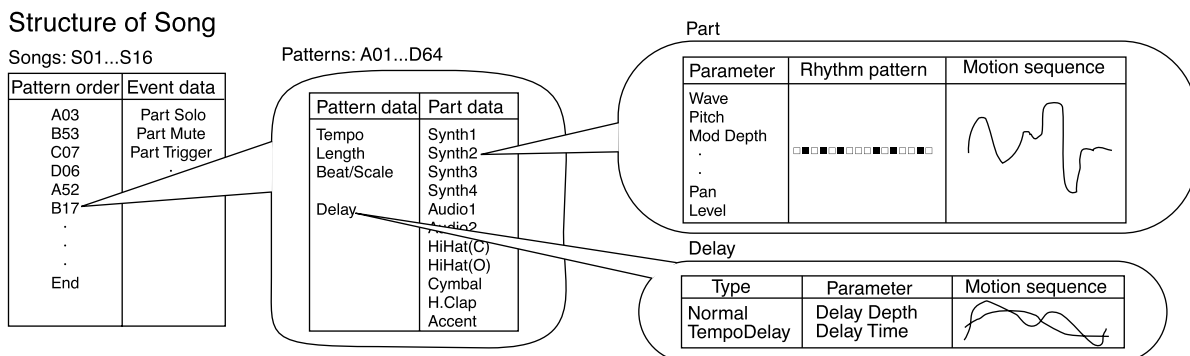 Structure of Song
Songs: S01...S16
Pattern order Event data
A03 Part Solo
B53 Part Mute
C07 Part Trigger
D06 .
A52
B17
.
.
.
End
Patterns: A01...D64
Pattern data Part data
Tempo Synth1
Length Synth2
Beat/Scale Synth3
Synth4
Delay Audio1
Audio2
HiHat(C)
HiHat(O)
Cymbal
H.Clap
Accent
Part
Parameter Rhythm pattern Motion sequence
Wave
Pitch
Mod Depth
.
.
Pan
Level
Delay
Type Parameter Motion sequence
Normal Delay Depth
TempoDelay Delay Time